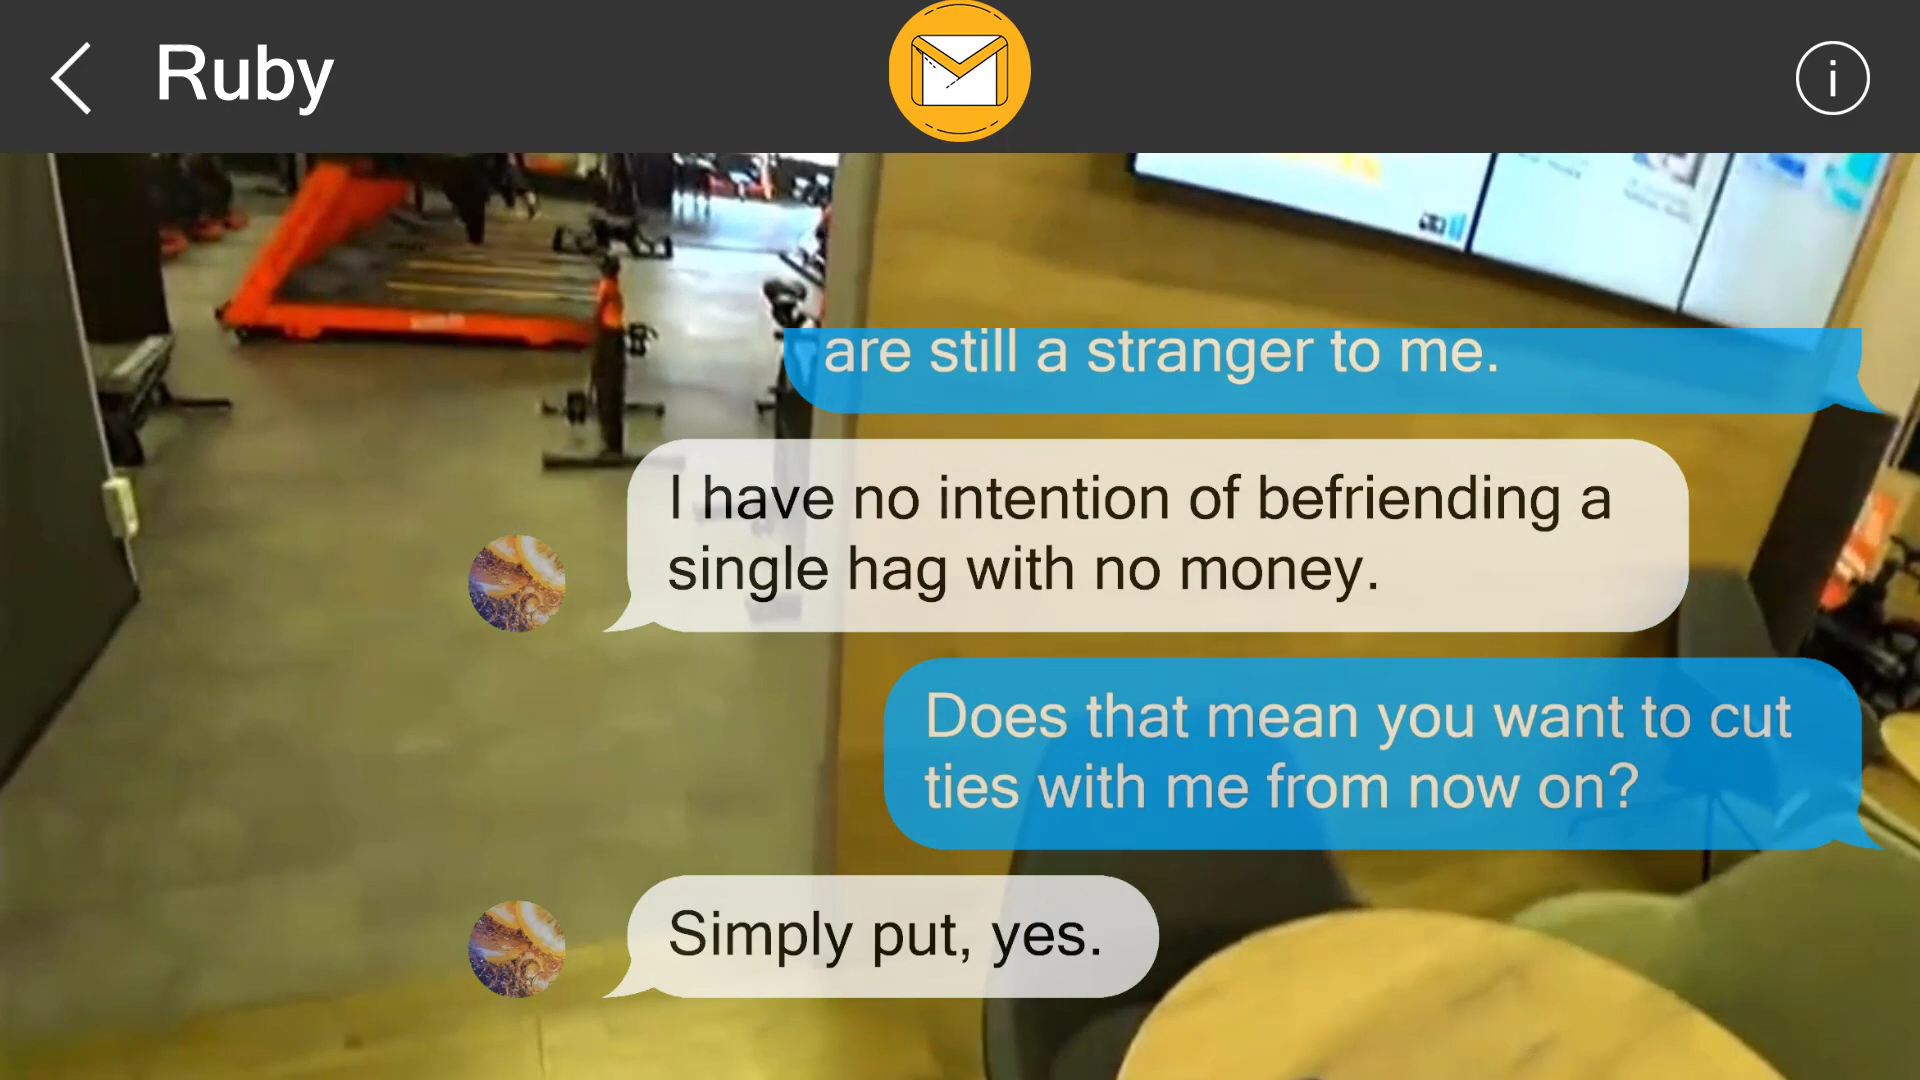 Ruby
are still a stranger to me.
I have no intention of befriending a
single hag with no money.
Does that mean you want to cut
ties with me from now on?
Simply put, yes.